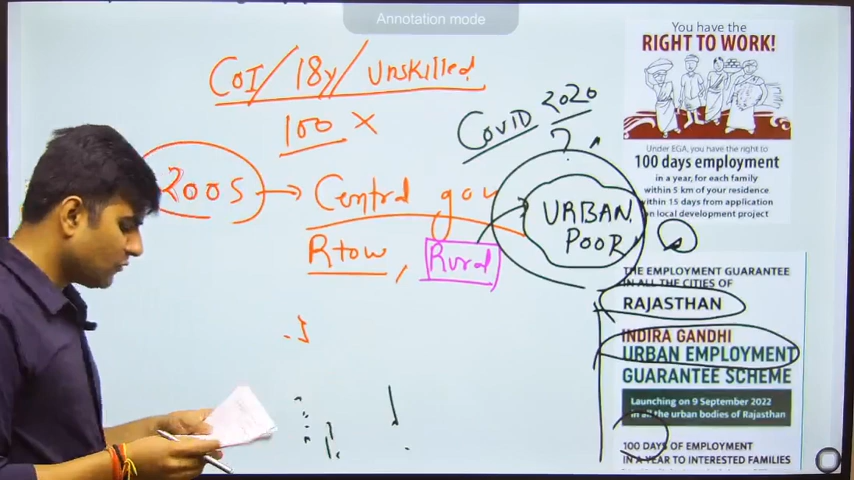 Annotation mode
CoI/18y/unskilled
100 X
2005 → Central gov
Rtow, Rural
COVID 2020
?
URBAN
POOR
You have the
RIGHT TO WORK!
Under EGA, you have the right to
100 days employment
in a year, for each family
within 5 km of your residence
within 15 days from application
on local development project
THE EMPLOYMENT GUARANTEE
IN ALL THE CITIES OF
RAJASTHAN
INDIRA GANDHI
URBAN EMPLOYMENT
GUARANTEE SCHEME
Launching on 9 September 2022
in all the urban bodies of Rajasthan
100 DAYS OF EMPLOYMENT
IN A YEAR TO INTERESTED FAMILIES